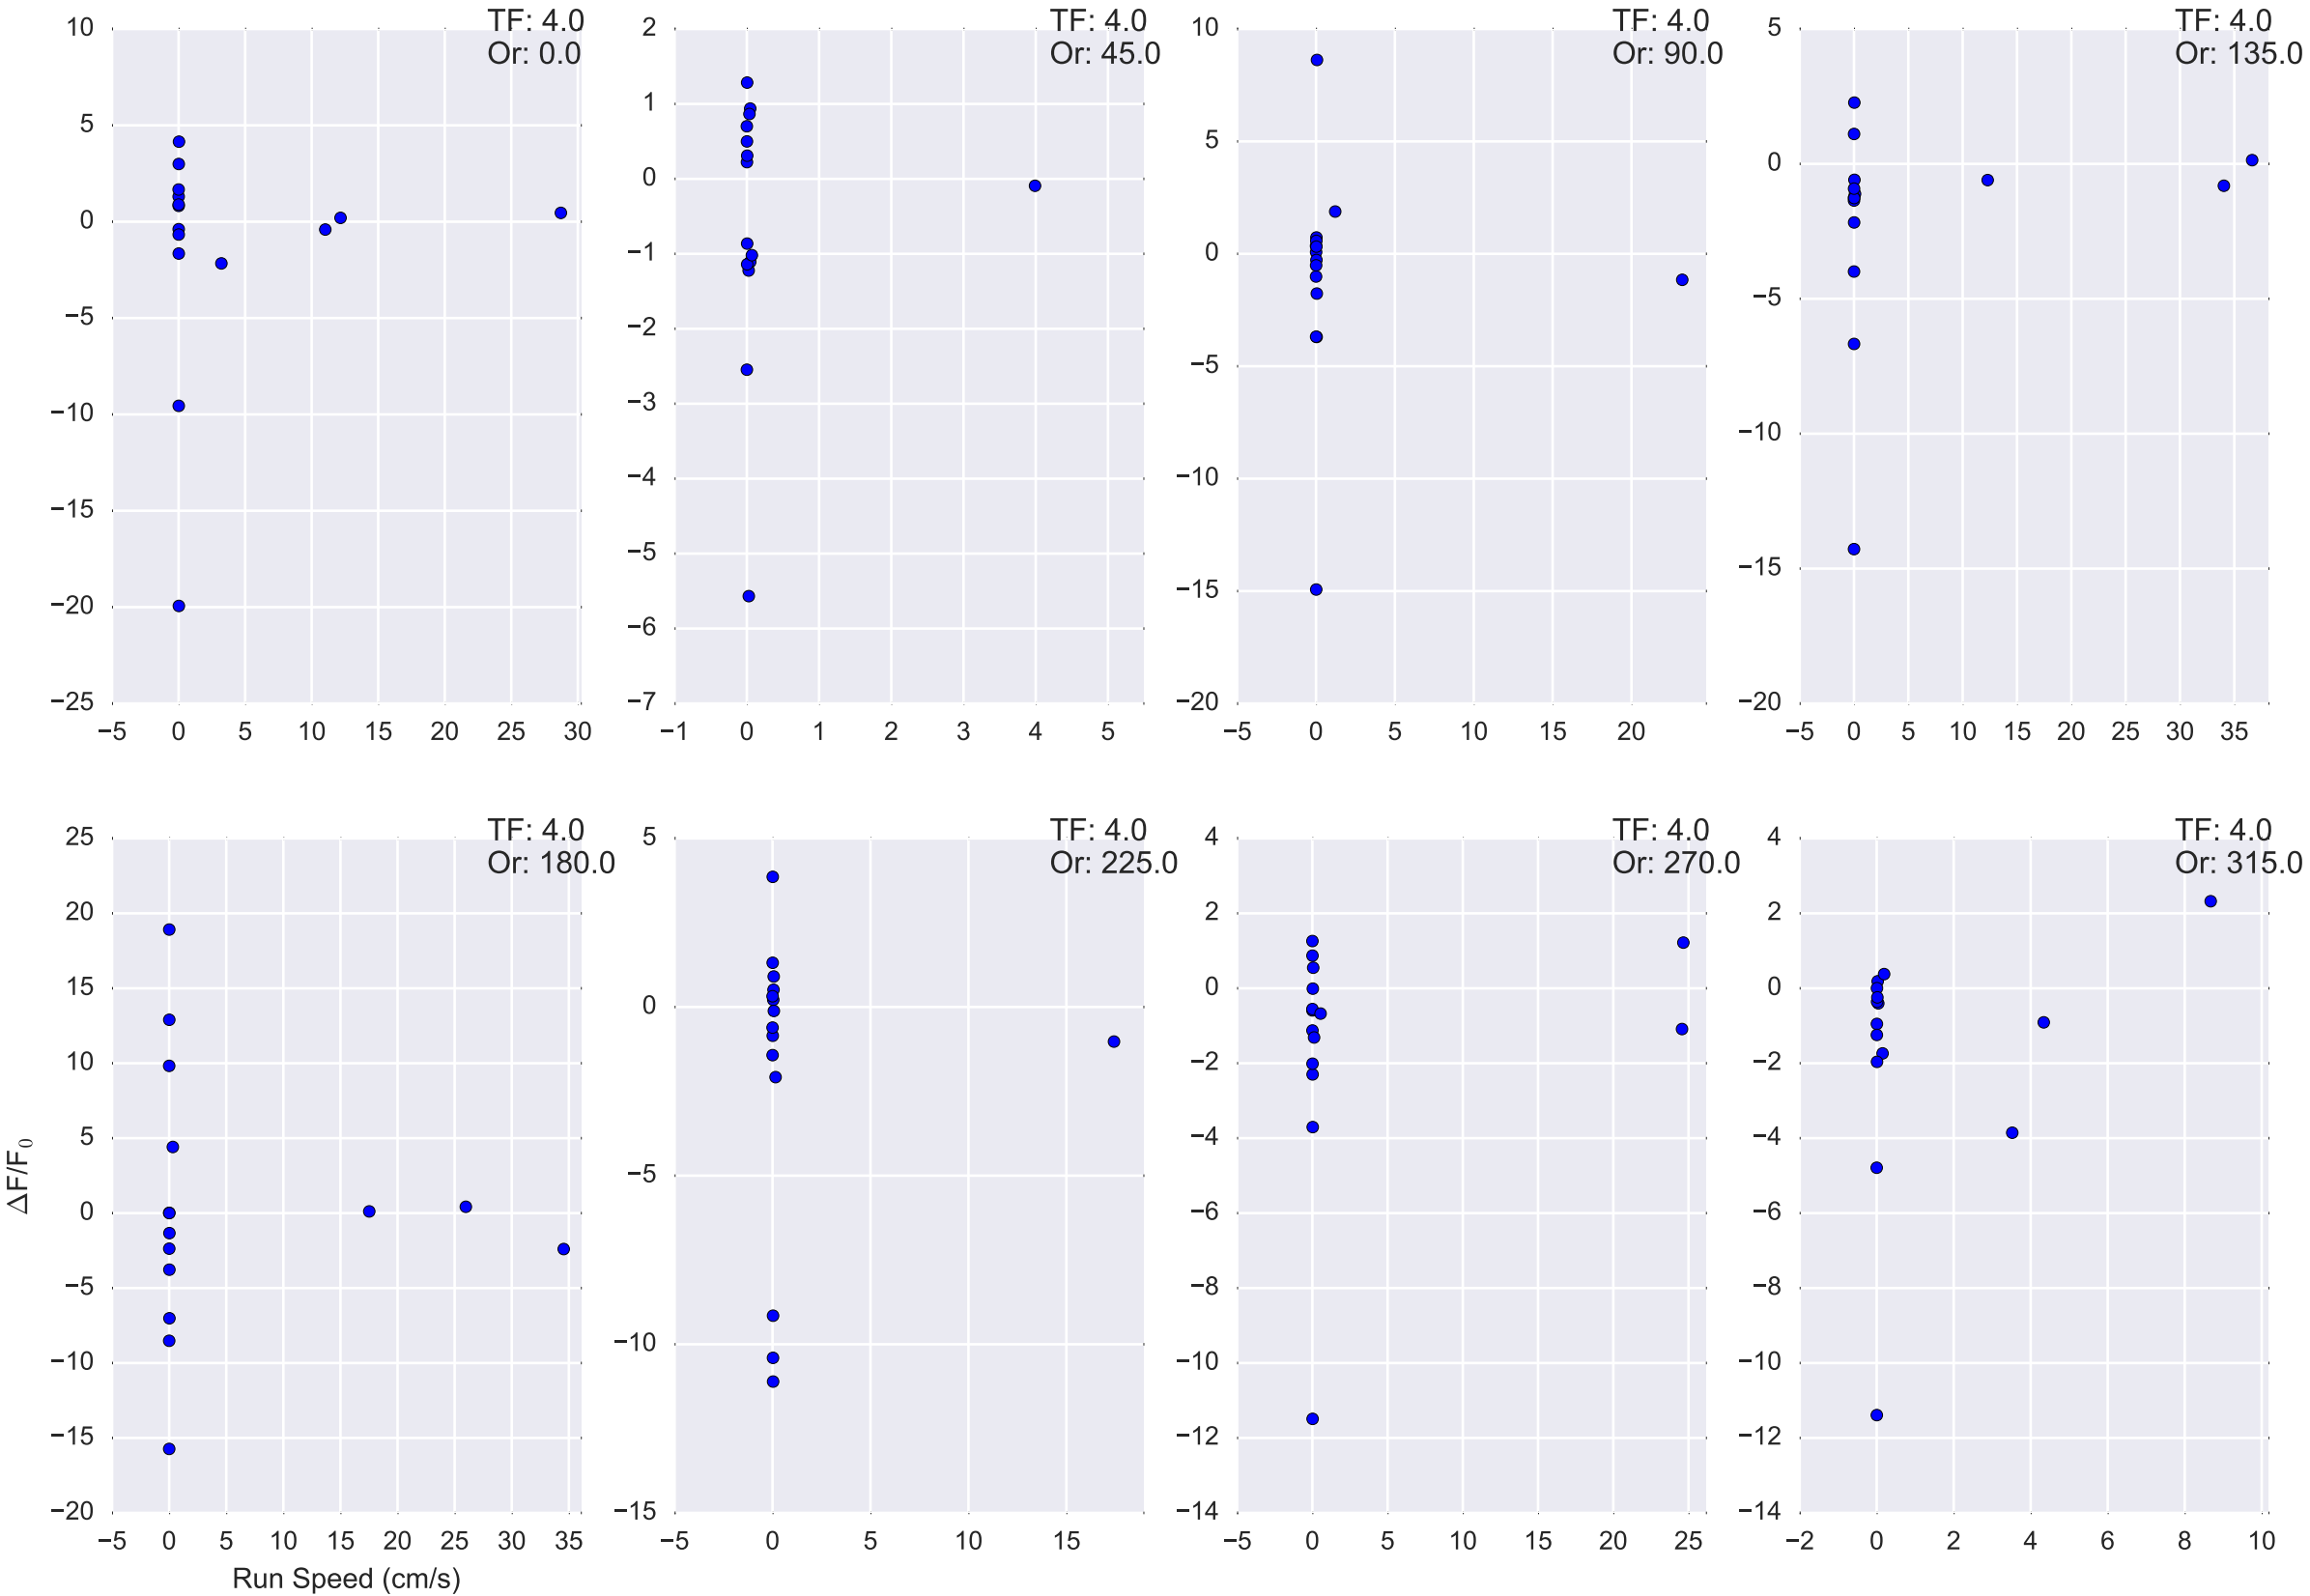 TF: 4.0
Or: 0.0
10
5
0
−5
−10
−15
−20
−25
−5 0 5 10 15 20 25 30
TF: 4.0
Or: 45.0
2
1
0
−1
−2
−3
−4
−5
−6
−7
−1 0 1 2 3 4 5
TF: 4.0
Or: 90.0
10
5
0
−5
−10
−15
−20
−5 0 5 10 15 20
TF: 4.0
Or: 135.0
5
0
−5
−10
−15
−20
−5 0 5 10 15 20 25 30 35
TF: 4.0
Or: 180.0
25
20
15
10
5
0
−5
−10
−15
−20
ΔF/F₀
−5 0 5 10 15 20 25 30 35
Run Speed (cm/s)
TF: 4.0
Or: 225.0
5
0
−5
−10
−15
−5 0 5 10 15
TF: 4.0
Or: 270.0
4
2
0
−2
−4
−6
−8
−10
−12
−14
−5 0 5 10 15 20 25
TF: 4.0
Or: 315.0
4
2
0
−2
−4
−6
−8
−10
−12
−14
−2 0 2 4 6 8 10